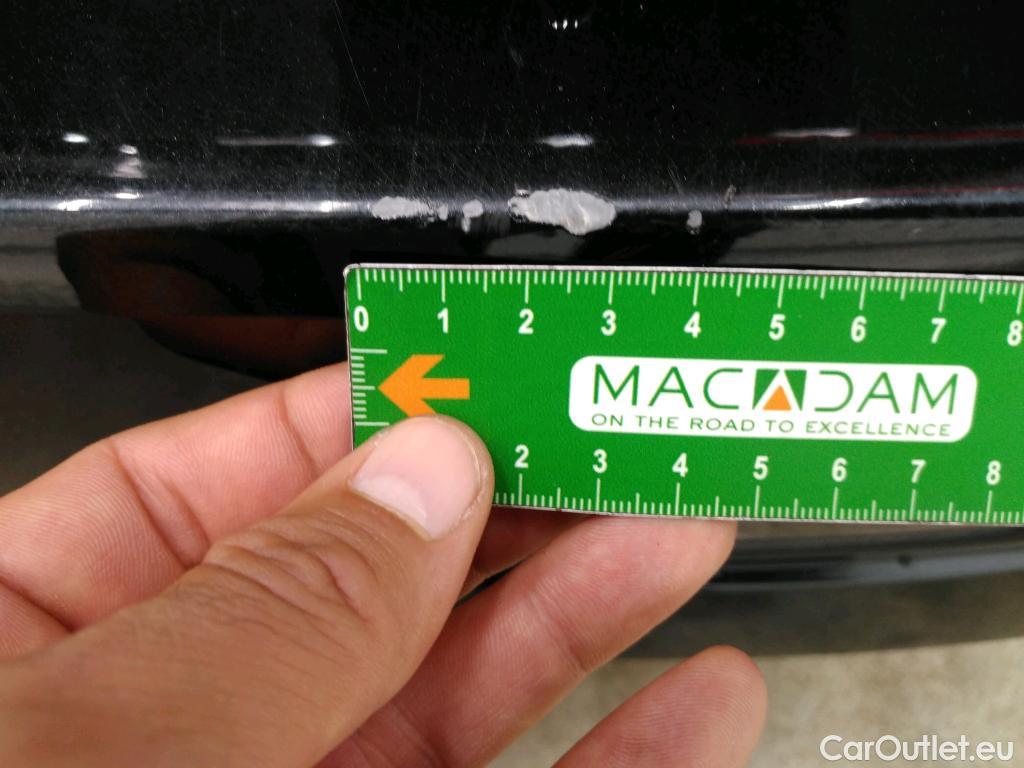 0 1 2 3 4 5 6 7 8
MACADAM
ON THE ROAD TO EXCELLENCE
2 3 4 5 6 7 8
CarOutlet.eu